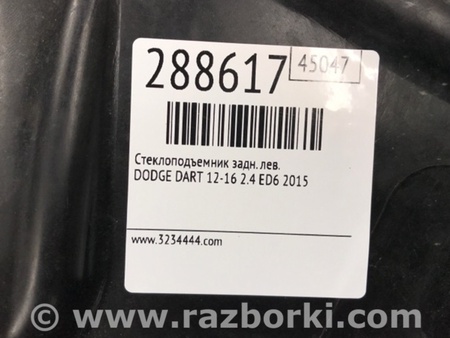 288617
45047
Стеклоподъемник задн. лев.
DODGE DART 12-16 2.4 ED6 2015
www.3234444.com
© www.razborki.com